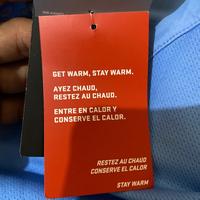 GET WARM, STAY WARM.
AYEZ CHAUD,
RESTEZ AU CHAUD.
ENTRE EN CALOR Y
CONSERVE EL CALOR.
RESTEZ AU CHAUD
CONSERVE EL CALOR
STAY WARM